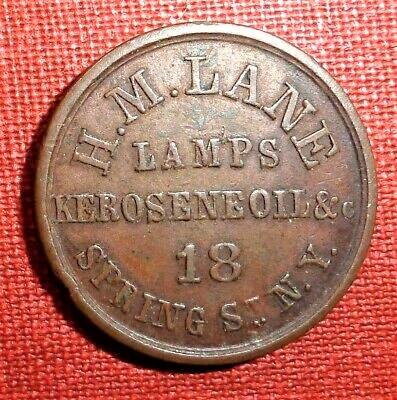 H. M. LANE
LAMPS
KEROSENE OIL & c
18
SPRING ST. N. Y.